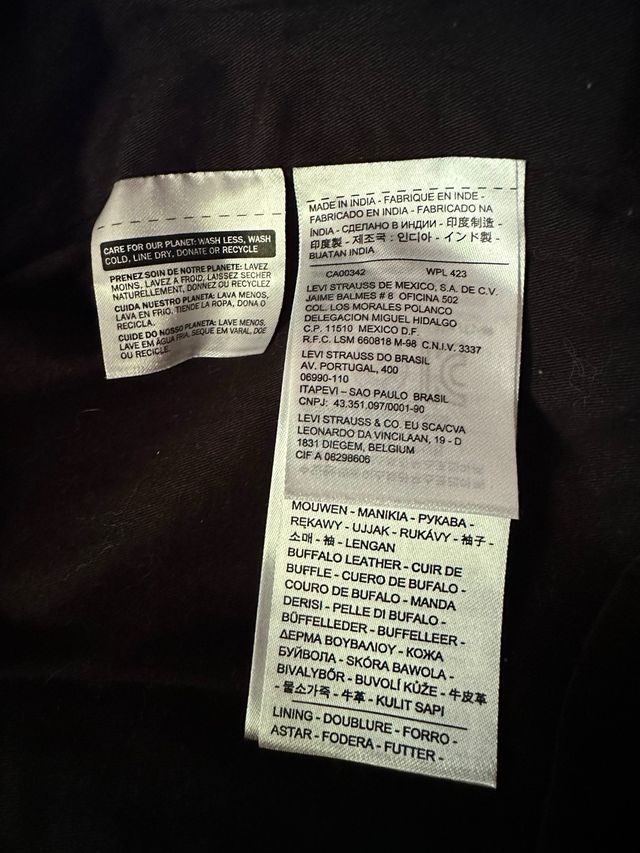 CARE FOR OUR PLANET: WASH LESS, WASH
COLD, LINE DRY, DONATE OR RECYCLE
PRENEZ SOIN DE NOTRE PLANETE: LAVEZ
MOINS, LAVEZ A FROID, LAISSEZ SECHER
NATURELLEMENT, DONNEZ OU RECYCLEZ
CUIDA NUESTRO PLANETA: LAVA MENOS,
LAVA EN FRIO, TIENDE LA ROPA, DONA O
RECICLA.
CUIDE DO NOSSO PLANETA: LAVE MENOS,
LAVE EM ÁGUA FRIA, SEQUE EM VARAL, DOE
OU RECICLE.
MADE IN INDIA - FABRIQUE EN INDE -
FABRICADO EN INDIA - FABRICADO NA
ÍNDIA - СДЕЛАНО В ИНДИИ - 印度制造 -
印度製 - 제조국 : 인디아 - インド製 -
BUATAN INDIA
CA00342 WPL 423
LEVI STRAUSS DE MEXICO, S.A. DE C.V.
JAIME BALMES # 8 OFICINA 502
COL. LOS MORALES POLANCO
DELEGACION MIGUEL HIDALGO
C.P. 11510 MEXICO D.F.
R.F.C. LSM 660818 M-98 C.N.I.V. 3337
LEVI STRAUSS DO BRASIL
AV. PORTUGAL, 400
06990-110
ITAPEVI – SAO PAULO BRASIL
CNPJ: 43.351.097/0001-90
LEVI STRAUSS & CO. EU SCA/CVA
LEONARDO DA VINCILAAN, 19 - D
1831 DIEGEM, BELGIUM
CIF A 08298606
MOUWEN - MANIKIA - РУКАВА -
RĘKAWY - UJJAK - RUKÁVY - 袖子 -
소매 - 袖 - LENGAN
BUFFALO LEATHER - CUIR DE
BUFFLE - CUERO DE BUFALO -
COURO DE BUFALO - MANDA
DERISI - PELLE DI BUFALO -
BÜFFELLEDER - BUFFELLEER -
ΔΕΡΜΑ ΒΟΥΒΑΛΙΟΥ - КОЖА
БУЙВОЛА - SKÓRA BAWOLA -
BIVALYBŐR - BUVOLÍ KŮŽE - 牛皮革
- 물소가죽 - 牛革 - KULIT SAPI
LINING - DOUBLURE - FORRO -
ASTAR - FODERA - FUTTER -